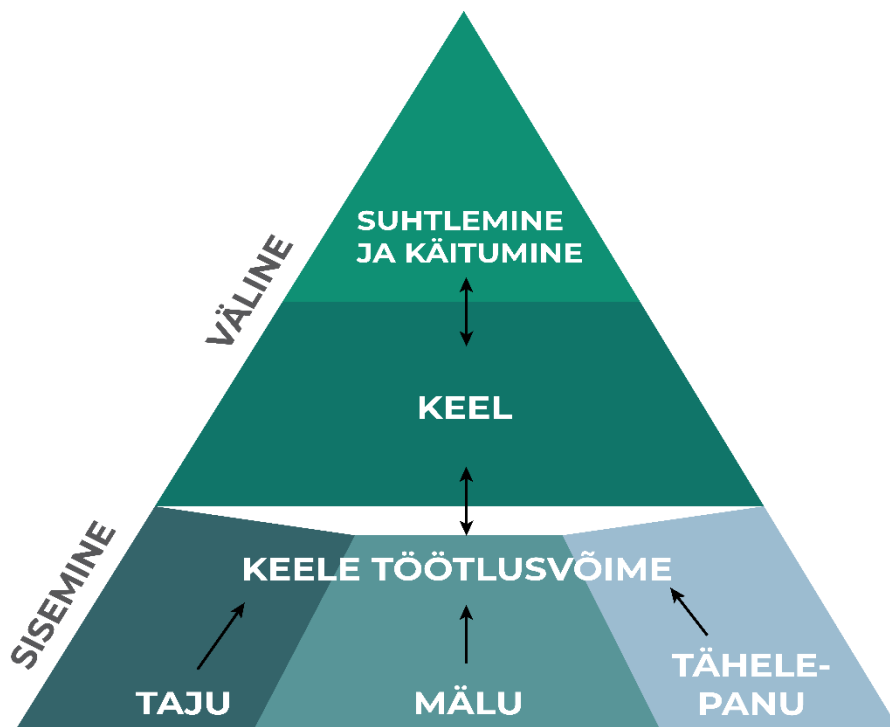 SUHTLEMINE
JA KÄITUMINE
VÄLINE
KEEL
SISEMINE
KEELE TÖÖTLUSVÕIME
TAJU
MÄLU
TÄHELE-
PANU